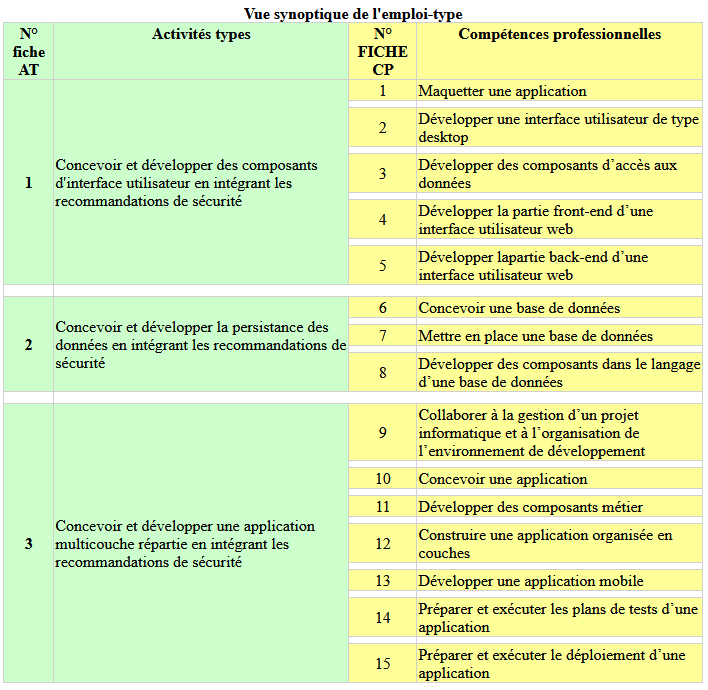 Vue synoptique de l'emploi-type
N°
fiche
AT
Activités types
N°
FICHE
CP
Compétences professionnelles
1
Concevoir et développer des composants
d'interface utilisateur en intégrant les
recommandations de sécurité
1
Maquetter une application
2
Développer une interface utilisateur de type
desktop
3
Développer des composants d’accès aux
données
4
Développer la partie front-end d’une
interface utilisateur web
5
Développer lapartie back-end d’une
interface utilisateur web
2
Concevoir et développer la persistance des
données en intégrant les recommandations de
sécurité
6
Concevoir une base de données
7
Mettre en place une base de données
8
Développer des composants dans le langage
d’une base de données
3
Concevoir et développer une application
multicouche répartie en intégrant les
recommandations de sécurité
9
Collaborer à la gestion d’un projet
informatique et à l’organisation de
l’environnement de développement
10
Concevoir une application
11
Développer des composants métier
12
Construire une application organisée en
couches
13
Développer une application mobile
14
Préparer et exécuter les plans de tests d’une
application
15
Préparer et exécuter le déploiement d’une
application